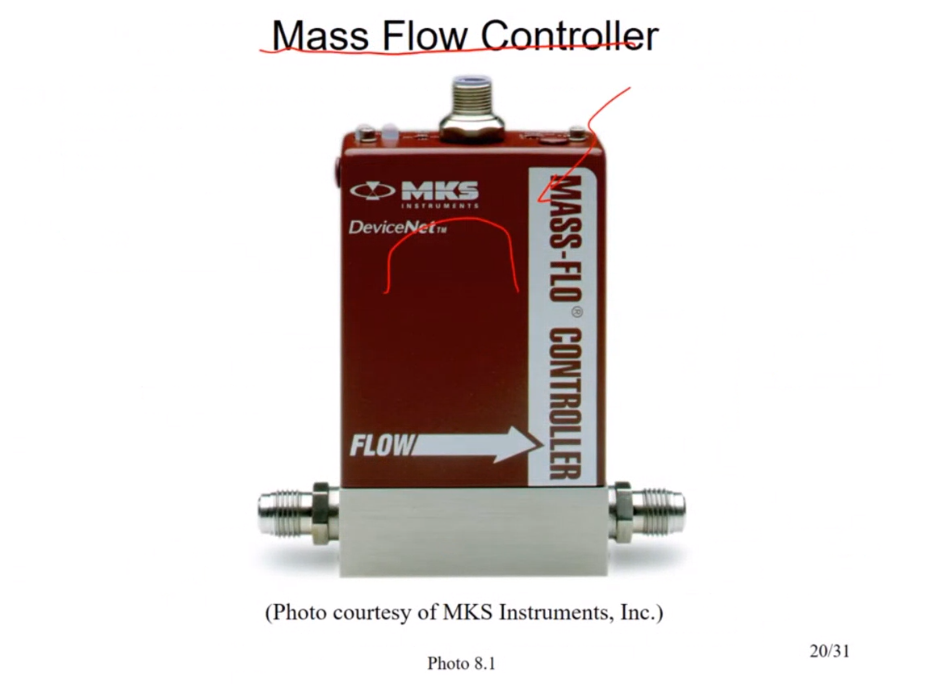 Mass Flow Controller
MKS
INSTRUMENTS
DeviceNet™
MASS-FLO® CONTROLLER
FLOW
(Photo courtesy of MKS Instruments, Inc.)
20/31
Photo 8.1